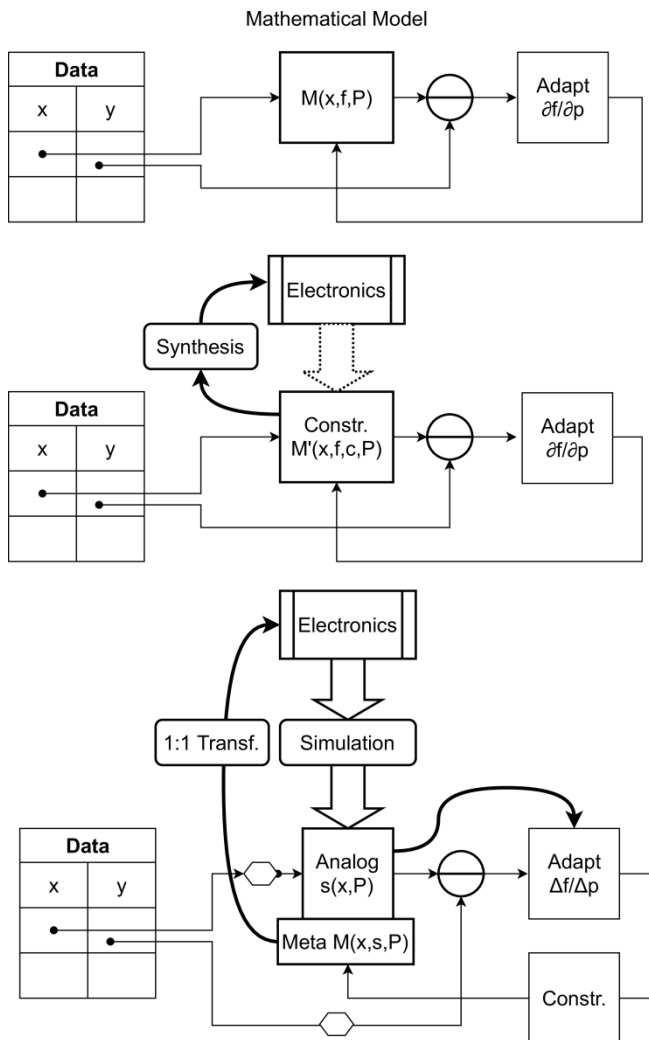 Mathematical Model
Data
x y
M(x,f,P)
Adapt
∂f/∂p
Electronics
Synthesis
Data
x y
Constr.
M'(x,f,c,P)
Adapt
∂f/∂p
Electronics
1:1 Transf.
Simulation
Data
x y
Analog
s(x,P)
Adapt
Δf/Δp
Meta M(x,s,P)
Constr.